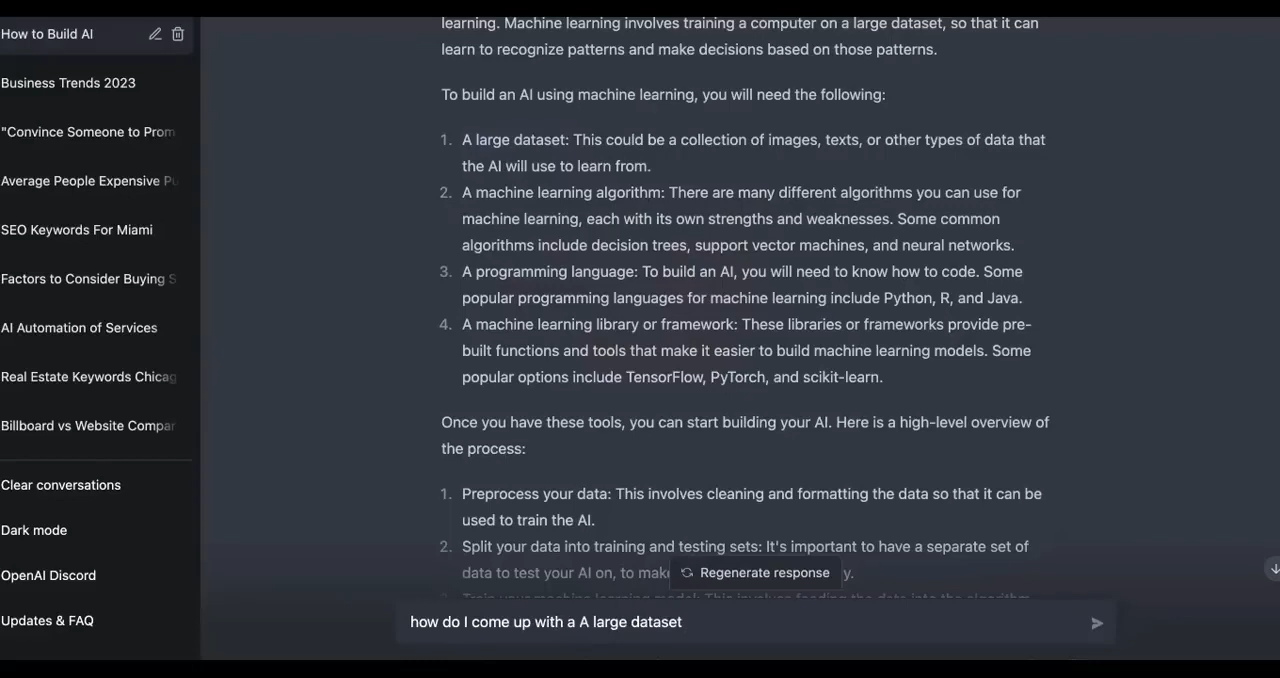 How to Build AI
Business Trends 2023
"Convince Someone to Prom
Average People Expensive Pu
SEO Keywords For Miami
Factors to Consider Buying S
AI Automation of Services
Real Estate Keywords Chicag
Billboard vs Website Compar
Clear conversations
Dark mode
OpenAI Discord
Updates & FAQ
learning. Machine learning involves training a computer on a large dataset, so that it can
learn to recognize patterns and make decisions based on those patterns.
To build an AI using machine learning, you will need the following:
1. A large dataset: This could be a collection of images, texts, or other types of data that
the AI will use to learn from.
2. A machine learning algorithm: There are many different algorithms you can use for
machine learning, each with its own strengths and weaknesses. Some common
algorithms include decision trees, support vector machines, and neural networks.
3. A programming language: To build an AI, you will need to know how to code. Some
popular programming languages for machine learning include Python, R, and Java.
4. A machine learning library or framework: These libraries or frameworks provide pre-
built functions and tools that make it easier to build machine learning models. Some
popular options include TensorFlow, PyTorch, and scikit-learn.
Once you have these tools, you can start building your AI. Here is a high-level overview of
the process:
1. Preprocess your data: This involves cleaning and formatting the data so that it can be
used to train the AI.
2. Split your data into training and testing sets: It's important to have a separate set of
data to test your AI on, to mak y.
Regenerate response
Train your machine learning model: This involves feeding the data into the algorithm
how do I come up with a A large dataset